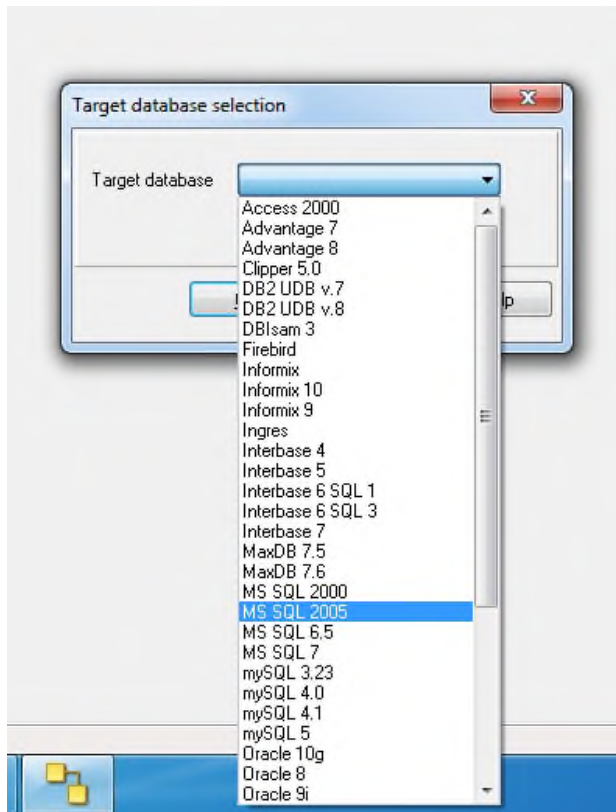 Target database selection
Target database
Access 2000
Advantage 7
Advantage 8
Clipper 5.0
DB2 UDB v.7
DB2 UDB v.8
DBIsam 3
Firebird
Informix
Informix 10
Informix 9
Ingres
Interbase 4
Interbase 5
Interbase 6 SQL 1
Interbase 6 SQL 3
Interbase 7
MaxDB 7.5
MaxDB 7.6
MS SQL 2000
MS SQL 2005
MS SQL 6.5
MS SQL 7
mySQL 3.23
mySQL 4.0
mySQL 4.1
mySQL 5
Oracle 10g
Oracle 8
Oracle 9i